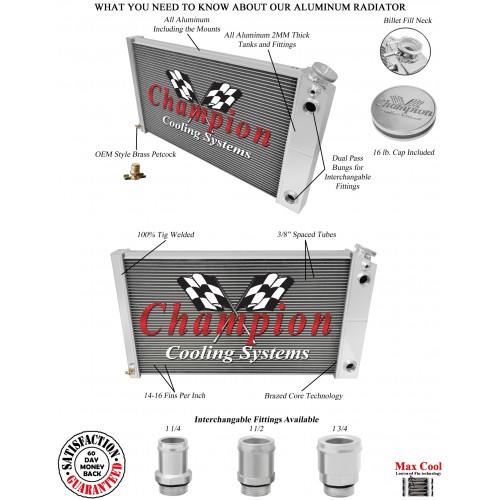 WHAT YOU NEED TO KNOW ABOUT OUR ALUMINUM RADIATOR
All Aluminum
Including the Mounts
All Aluminum 2MM Thick
Tanks and Fittings
Billet Fill Neck
Champion
Cooling Systems
Champion
16 lb. Cap Included
OEM Style Brass Petcock
Dual Pass
Bungs for
Interchangable
Fittings
100% Tig Welded
3/8" Spaced Tubes
Champion
Cooling Systems
14-16 Fins Per Inch
Brazed Core Technology
Interchangable Fittings Available
1 1/4
1 1/2
1 3/4
SATISFACTION
60
DAY
MONEY
BACK
GUARANTEED
Max Cool
Louvered Fin technology